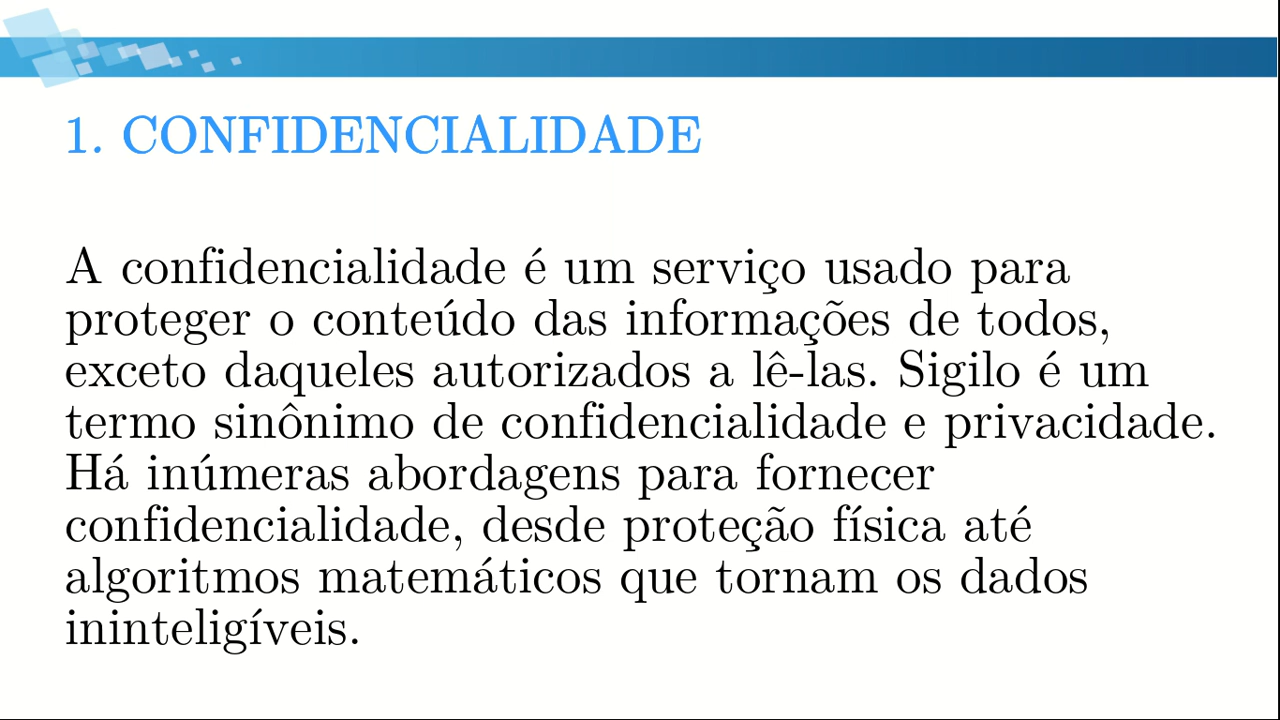 1. CONFIDENCIALIDADE
A confidencialidade é um serviço usado para
proteger o conteúdo das informações de todos,
exceto daqueles autorizados a lê-las. Sigilo é um
termo sinônimo de confidencialidade e privacidade.
Há inúmeras abordagens para fornecer
confidencialidade, desde proteção física até
algoritmos matemáticos que tornam os dados
ininteligíveis.